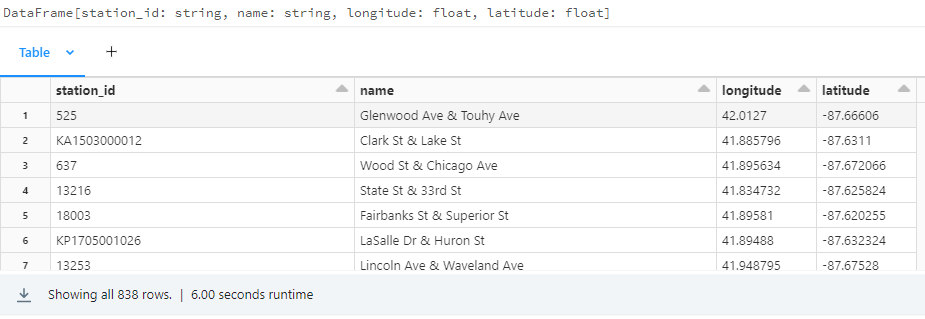 DataFrame[station_id: string, name: string, longitude: float, latitude: float]
Table
station_id name longitude latitude
1 525 Glenwood Ave & Touhy Ave 42.0127 -87.66606
2 KA1503000012 Clark St & Lake St 41.885796 -87.6311
3 637 Wood St & Chicago Ave 41.895634 -87.672066
4 13216 State St & 33rd St 41.834732 -87.625824
5 18003 Fairbanks St & Superior St 41.89581 -87.620255
6 KP1705001026 LaSalle Dr & Huron St 41.89488 -87.632324
7 13253 Lincoln Ave & Waveland Ave 41.948795 -87.67528
Showing all 838 rows. | 6.00 seconds runtime